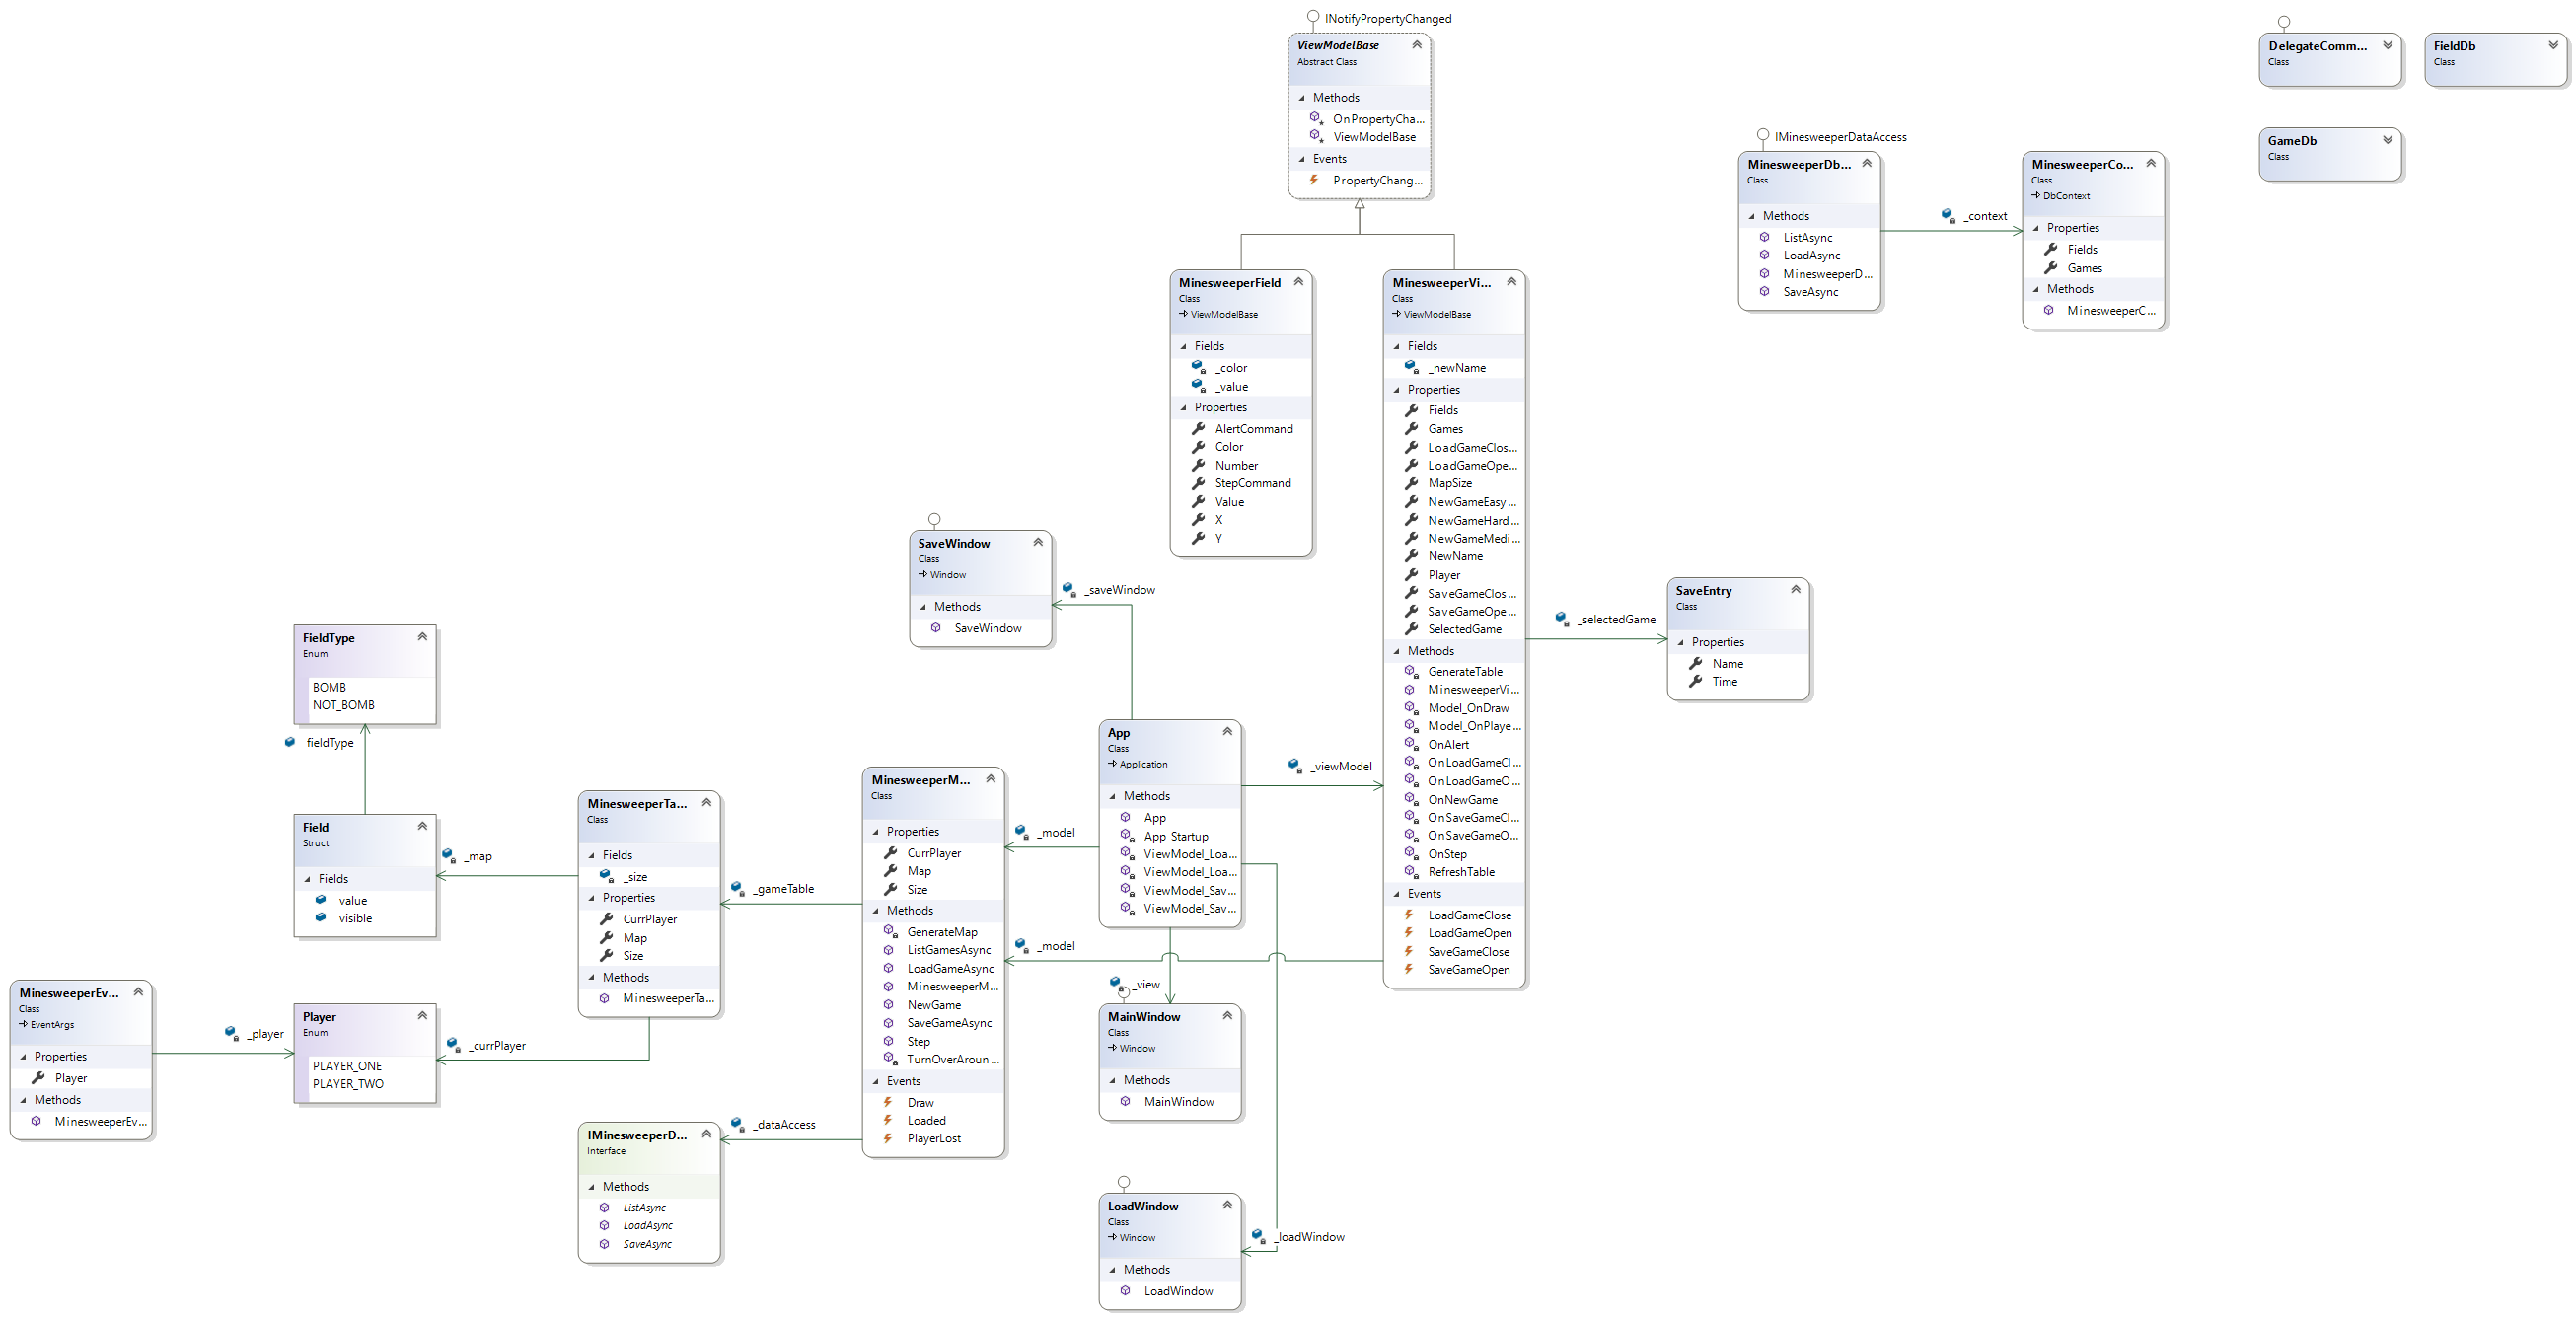 INotifyPropertyChanged
ViewModelBase
Abstract Class
Methods
OnPropertyCha...
ViewModelBase
Events
PropertyChang...
DelegateComm...
Class
FieldDb
Class
GameDb
Class
IMinesweeperDataAccess
MinesweeperDb...
Class
Methods
ListAsync
LoadAsync
MinesweeperD...
SaveAsync
_context
MinesweeperCo...
Class
DbContext
Properties
Fields
Games
Methods
MinesweeperC...
MinesweeperField
Class
ViewModelBase
Fields
_color
_value
Properties
AlertCommand
Color
Number
StepCommand
Value
X
Y
MinesweeperVi...
Class
ViewModelBase
Fields
_newName
Properties
Fields
Games
LoadGameClos...
LoadGameOpe...
MapSize
NewGameEasy...
NewGameHard...
NewGameMedi...
NewName
Player
SaveGameClos...
SaveGameOpe...
SelectedGame
Methods
GenerateTable
MinesweeperVi...
Model_OnDraw
Model_OnPlaye...
OnAlert
OnLoadGameCl...
OnLoadGameO...
OnNewGame
OnSaveGameCl...
OnSaveGameO...
OnStep
RefreshTable
Events
LoadGameClose
LoadGameOpen
SaveGameClose
SaveGameOpen
_selectedGame
SaveEntry
Class
Properties
Name
Time
SaveWindow
Class
Window
Methods
SaveWindow
_saveWindow
FieldType
Enum
BOMB
NOT_BOMB
fieldType
Field
Struct
Fields
value
visible
_map
MinesweeperTa...
Class
Fields
_size
Properties
CurrPlayer
Map
Size
Methods
MinesweeperTa...
_gameTable
MinesweeperM...
Class
Properties
CurrPlayer
Map
Size
Methods
GenerateMap
ListGamesAsync
LoadGameAsync
MinesweeperM...
NewGame
SaveGameAsync
Step
TurnOverAroun...
Events
Draw
Loaded
PlayerLost
_model
_model
App
Class
Application
Methods
App
App_Startup
ViewModel_Loa...
ViewModel_Loa...
ViewModel_Sav...
ViewModel_Sav...
_viewModel
_view
MainWindow
Class
Window
Methods
MainWindow
MinesweeperEv...
Class
EventArgs
Properties
Player
Methods
MinesweeperEv...
_player
Player
Enum
PLAYER_ONE
PLAYER_TWO
_currPlayer
_dataAccess
IMinesweeperD...
Interface
Methods
ListAsync
LoadAsync
SaveAsync
LoadWindow
Class
Window
Methods
LoadWindow
_loadWindow